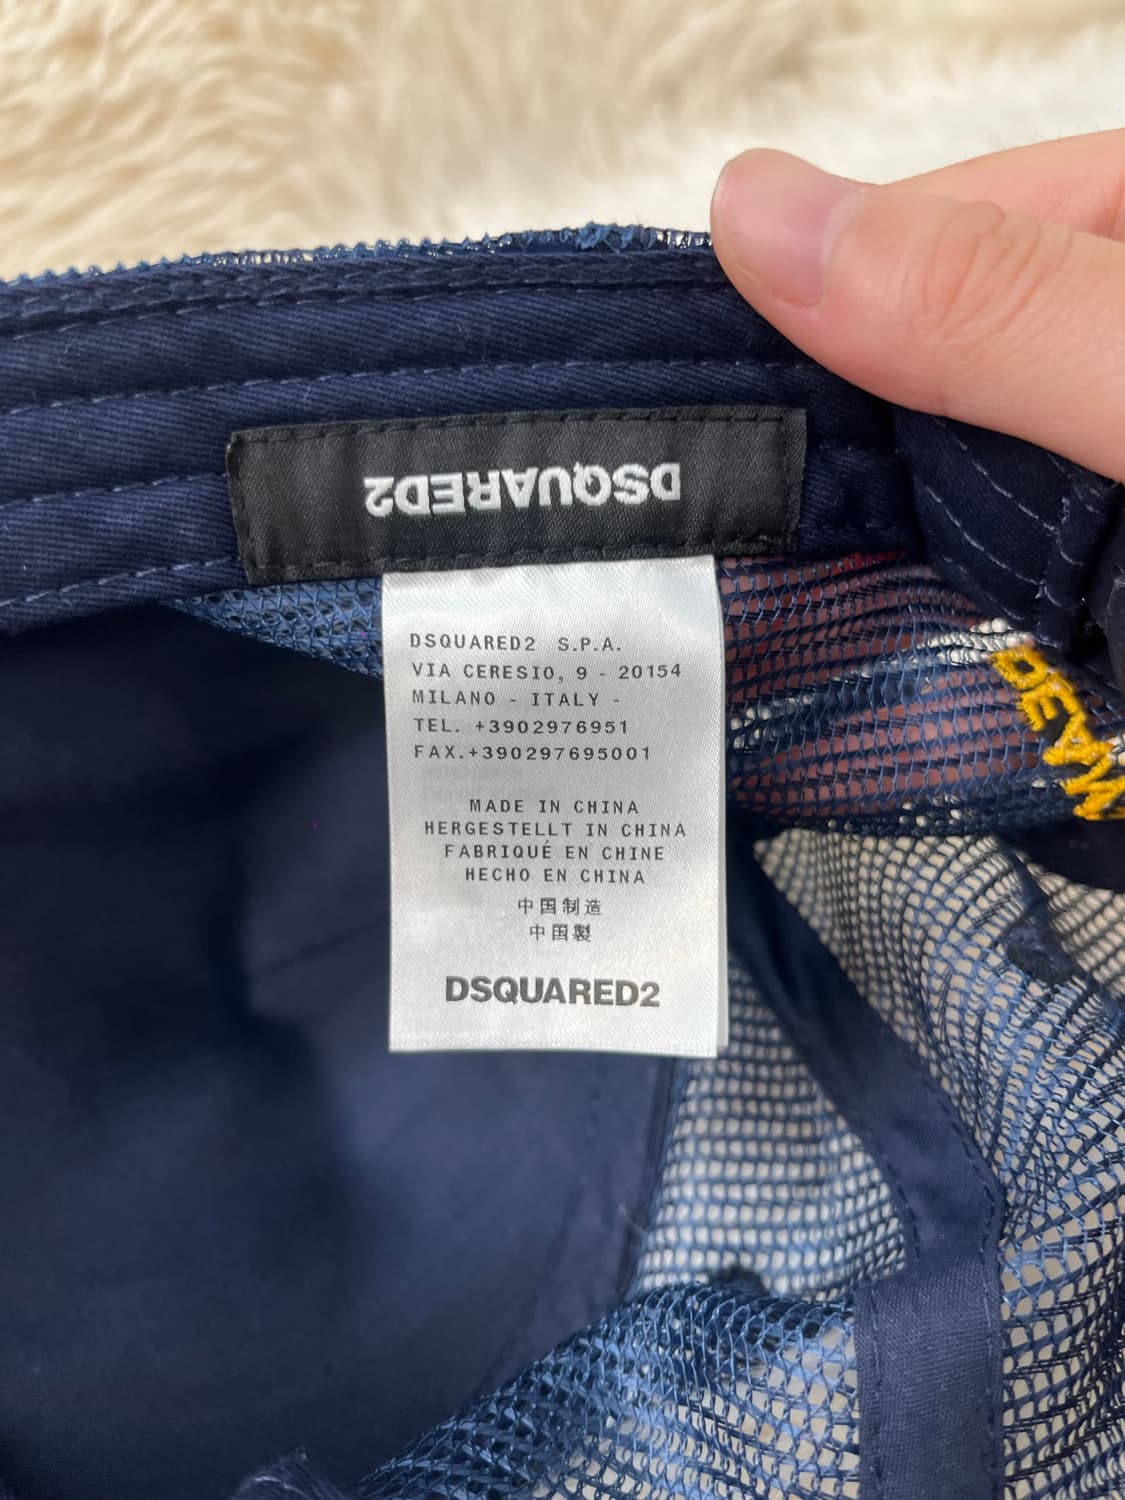 DSQUARED2
DSQUARED2 S.P.A.
VIA CERESIO, 9 - 20154
MILANO - ITALY -
TEL. +3902976951
FAX.+390297695001
MADE IN CHINA
HERGESTELLT IN CHINA
FABRIQUÉ EN CHINE
HECHO EN CHINA
中国制造
中国製
DSQUARED2
DEAN